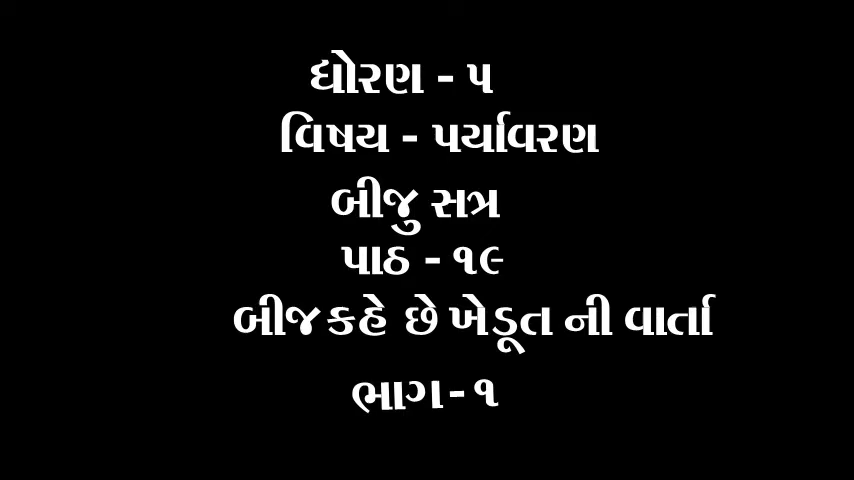 ધોરણ - ૫
વિષય - પર્યાવરણ
બીજુ સત્ર
પાઠ - ૧૯
બીજ કહે છે ખેડૂત ની વાર્તા
ભાગ - ૧